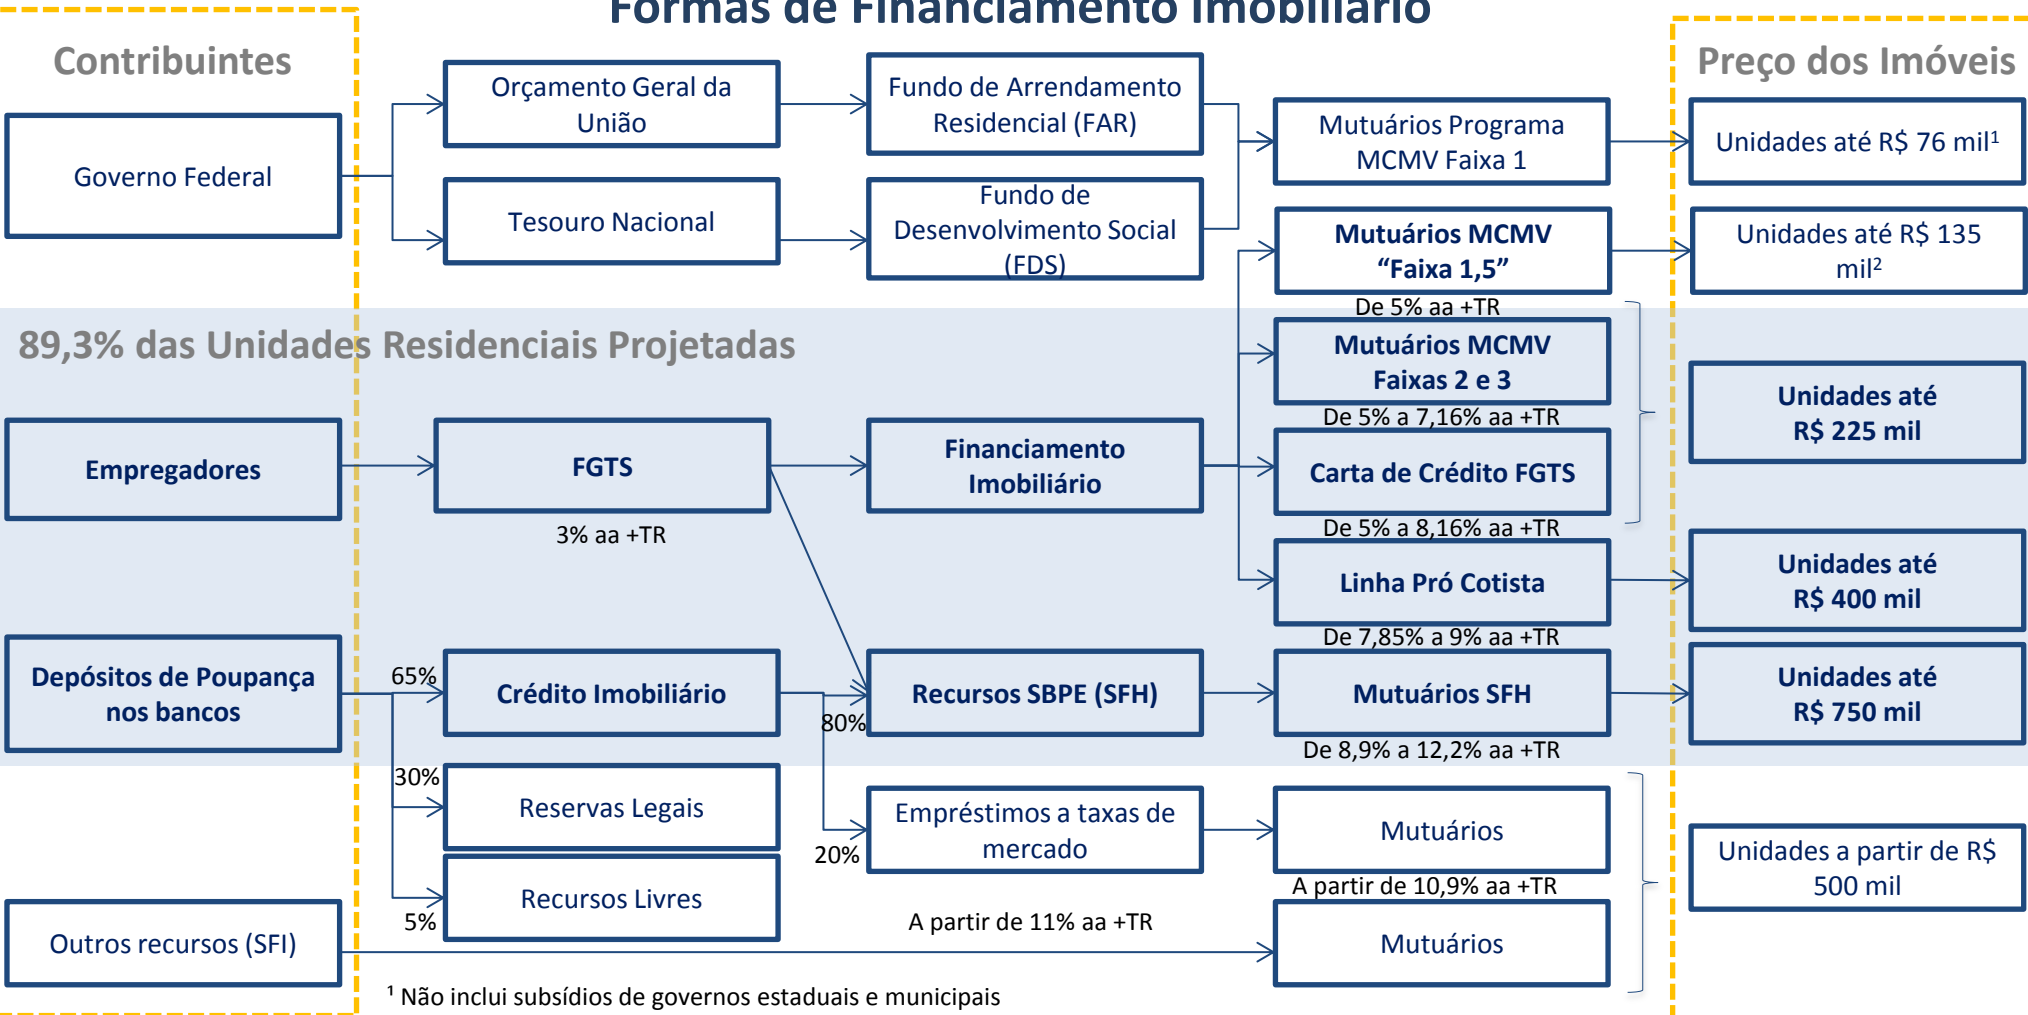 Formas de Financiamento Imobiliário
Contribuintes
Preço dos Imóveis
Governo Federal
Orçamento Geral da
União
Fundo de Arrendamento
Residencial (FAR)
Mutuários Programa
MCMV Faixa 1
Unidades até R$ 76 mil¹
Tesouro Nacional
Fundo de
Desenvolvimento Social
(FDS)
Mutuários MCMV
“Faixa 1,5”
De 5% aa +TR
Unidades até R$ 135
mil²
89,3% das Unidades Residenciais Projetadas
Mutuários MCMV
Faixas 2 e 3
De 5% a 7,16% aa +TR
Unidades até
R$ 225 mil
Empregadores
FGTS
3% aa +TR
Financiamento
Imobiliário
Carta de Crédito FGTS
De 5% a 8,16% aa +TR
Linha Pró Cotista
De 7,85% a 9% aa +TR
Unidades até
R$ 400 mil
Depósitos de Poupança
nos bancos
65%
Crédito Imobiliário
80%
Recursos SBPE (SFH)
Mutuários SFH
De 8,9% a 12,2% aa +TR
Unidades até
R$ 750 mil
30%
Reservas Legais
20%
Empréstimos a taxas de
mercado
Mutuários
A partir de 10,9% aa +TR
Unidades a partir de R$
500 mil
5%
Recursos Livres
Outros recursos (SFI)
A partir de 11% aa +TR
Mutuários
¹ Não inclui subsídios de governos estaduais e municipais